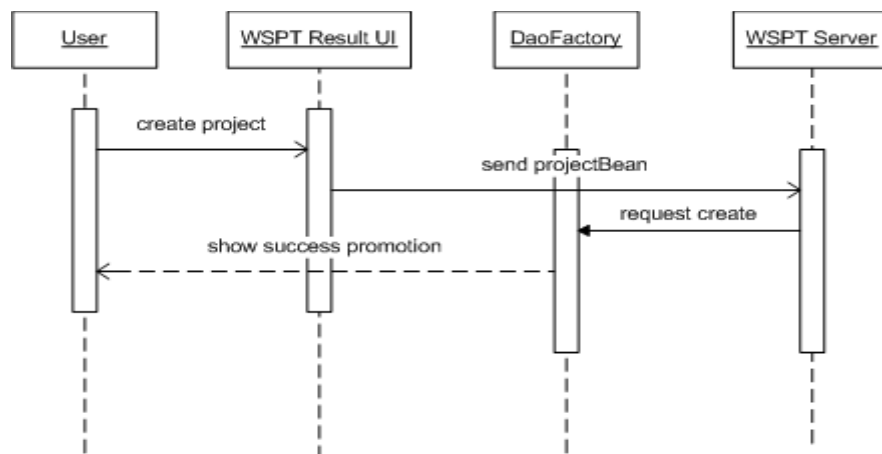 User
WSPT Result UI
DaoFactory
WSPT Server
create project
send projectBean
request create
show success promotion